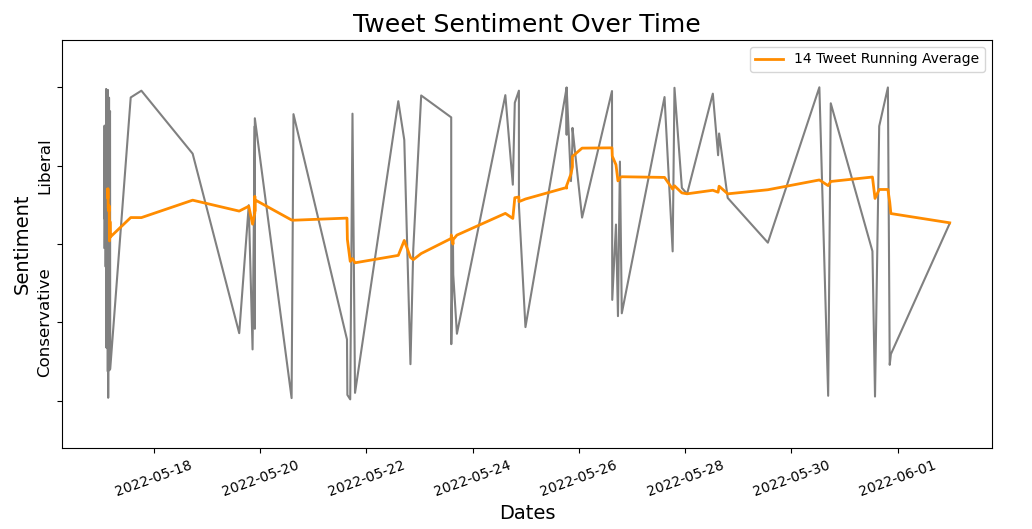 Tweet Sentiment Over Time
14 Tweet Running Average
Liberal
Sentiment
Conservative
2022-05-18
2022-05-20
2022-05-22
2022-05-24
2022-05-26
2022-05-28
2022-05-30
2022-06-01
Dates